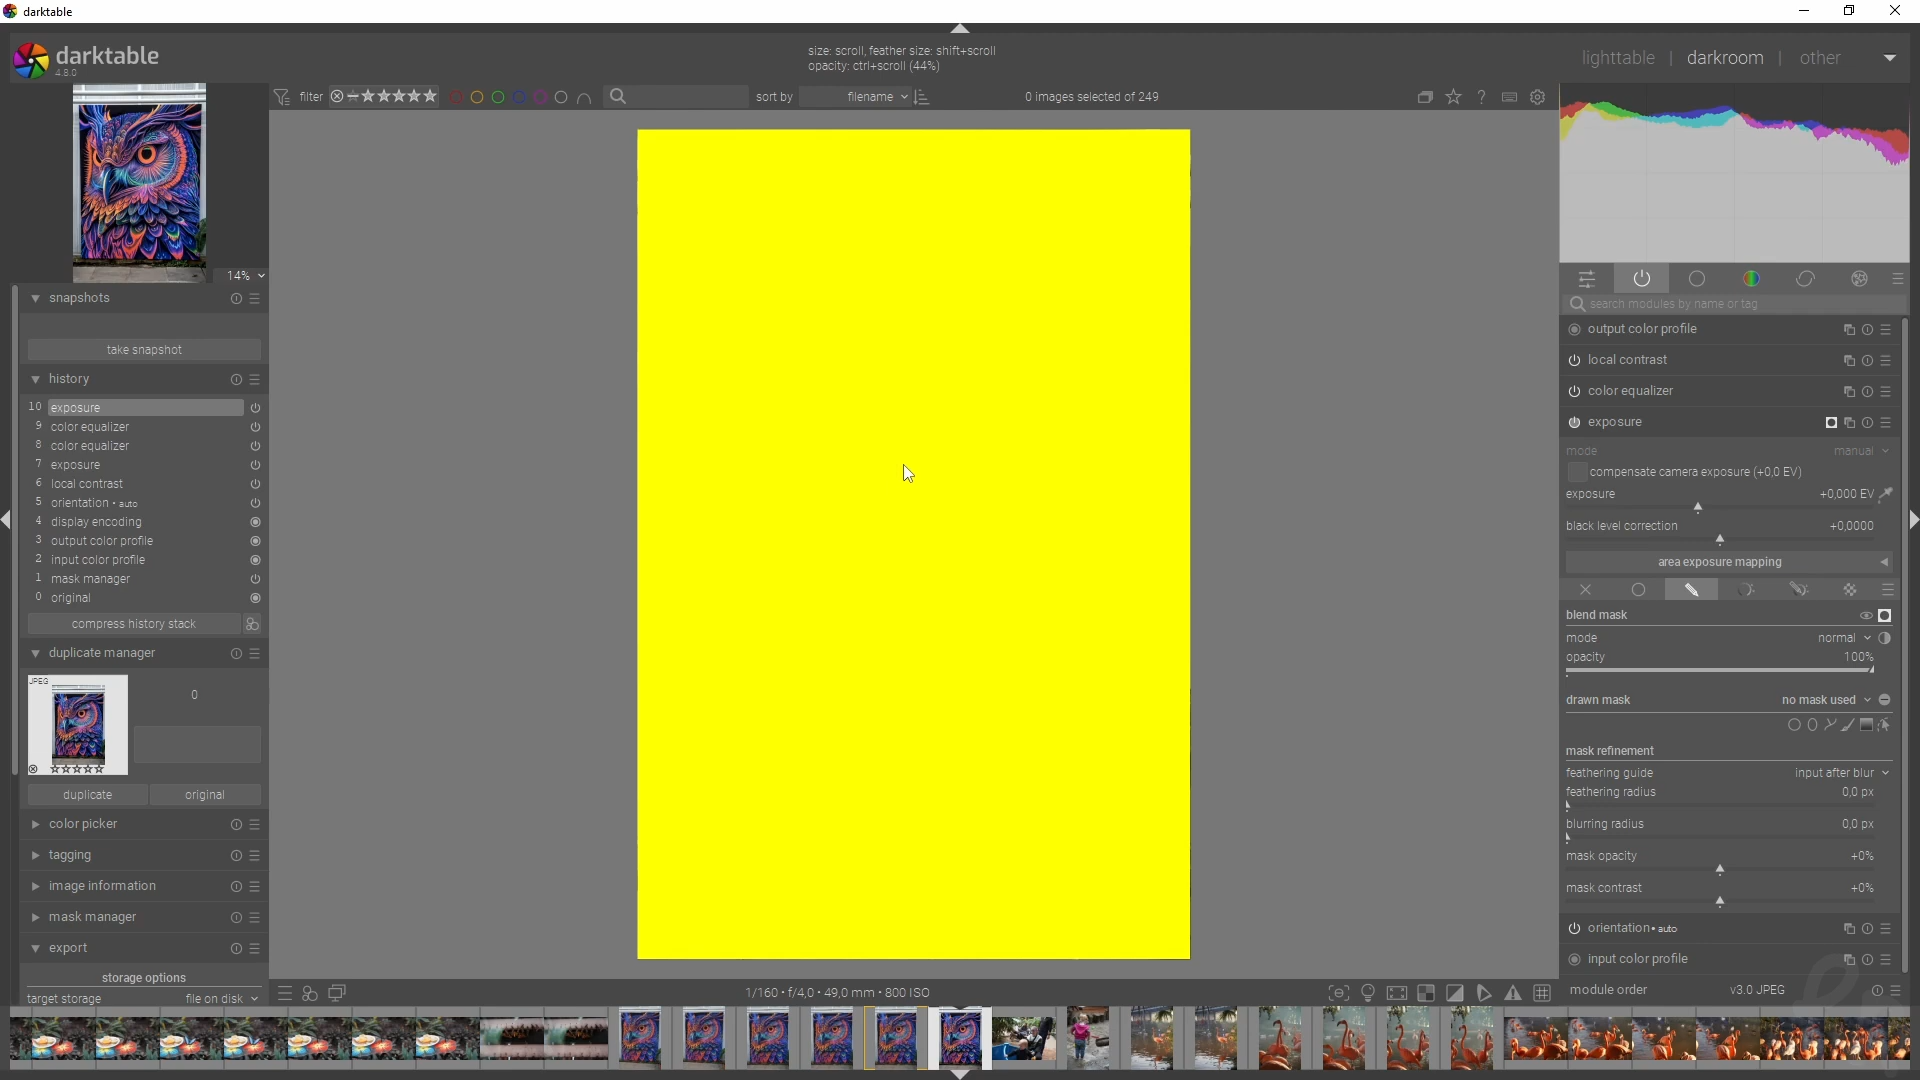 darktable
darktable
4.8.0
size: scroll, feather size: shift+scroll
opacity: ctrl+scroll (44%)
lighttable | darkroom | other
filter
sort by filename
0 images selected of 249
14%
snapshots
take snapshot
history
10 exposure
9 color equalizer
8 color equalizer
7 exposure
6 local contrast
5 orientation • auto
4 display encoding
3 output color profile
2 input color profile
1 mask manager
0 original
compress history stack
duplicate manager
JPEG
0
duplicate original
color picker
tagging
image information
mask manager
export
storage options
target storage file on disk
1/160 • f/4,0 • 49,0 mm • 800 ISO
search modules by name or tag
output color profile
local contrast
color equalizer
exposure
mode manual
compensate camera exposure (+0,0 EV)
exposure +0,000 EV
black level correction +0,0000
area exposure mapping
blend mask
mode normal
opacity 100%
drawn mask no mask used
mask refinement
feathering guide input after blur
feathering radius 0,0 px
blurring radius 0,0 px
mask opacity +0%
mask contrast +0%
orientation • auto
input color profile
module order v3.0 JPEG